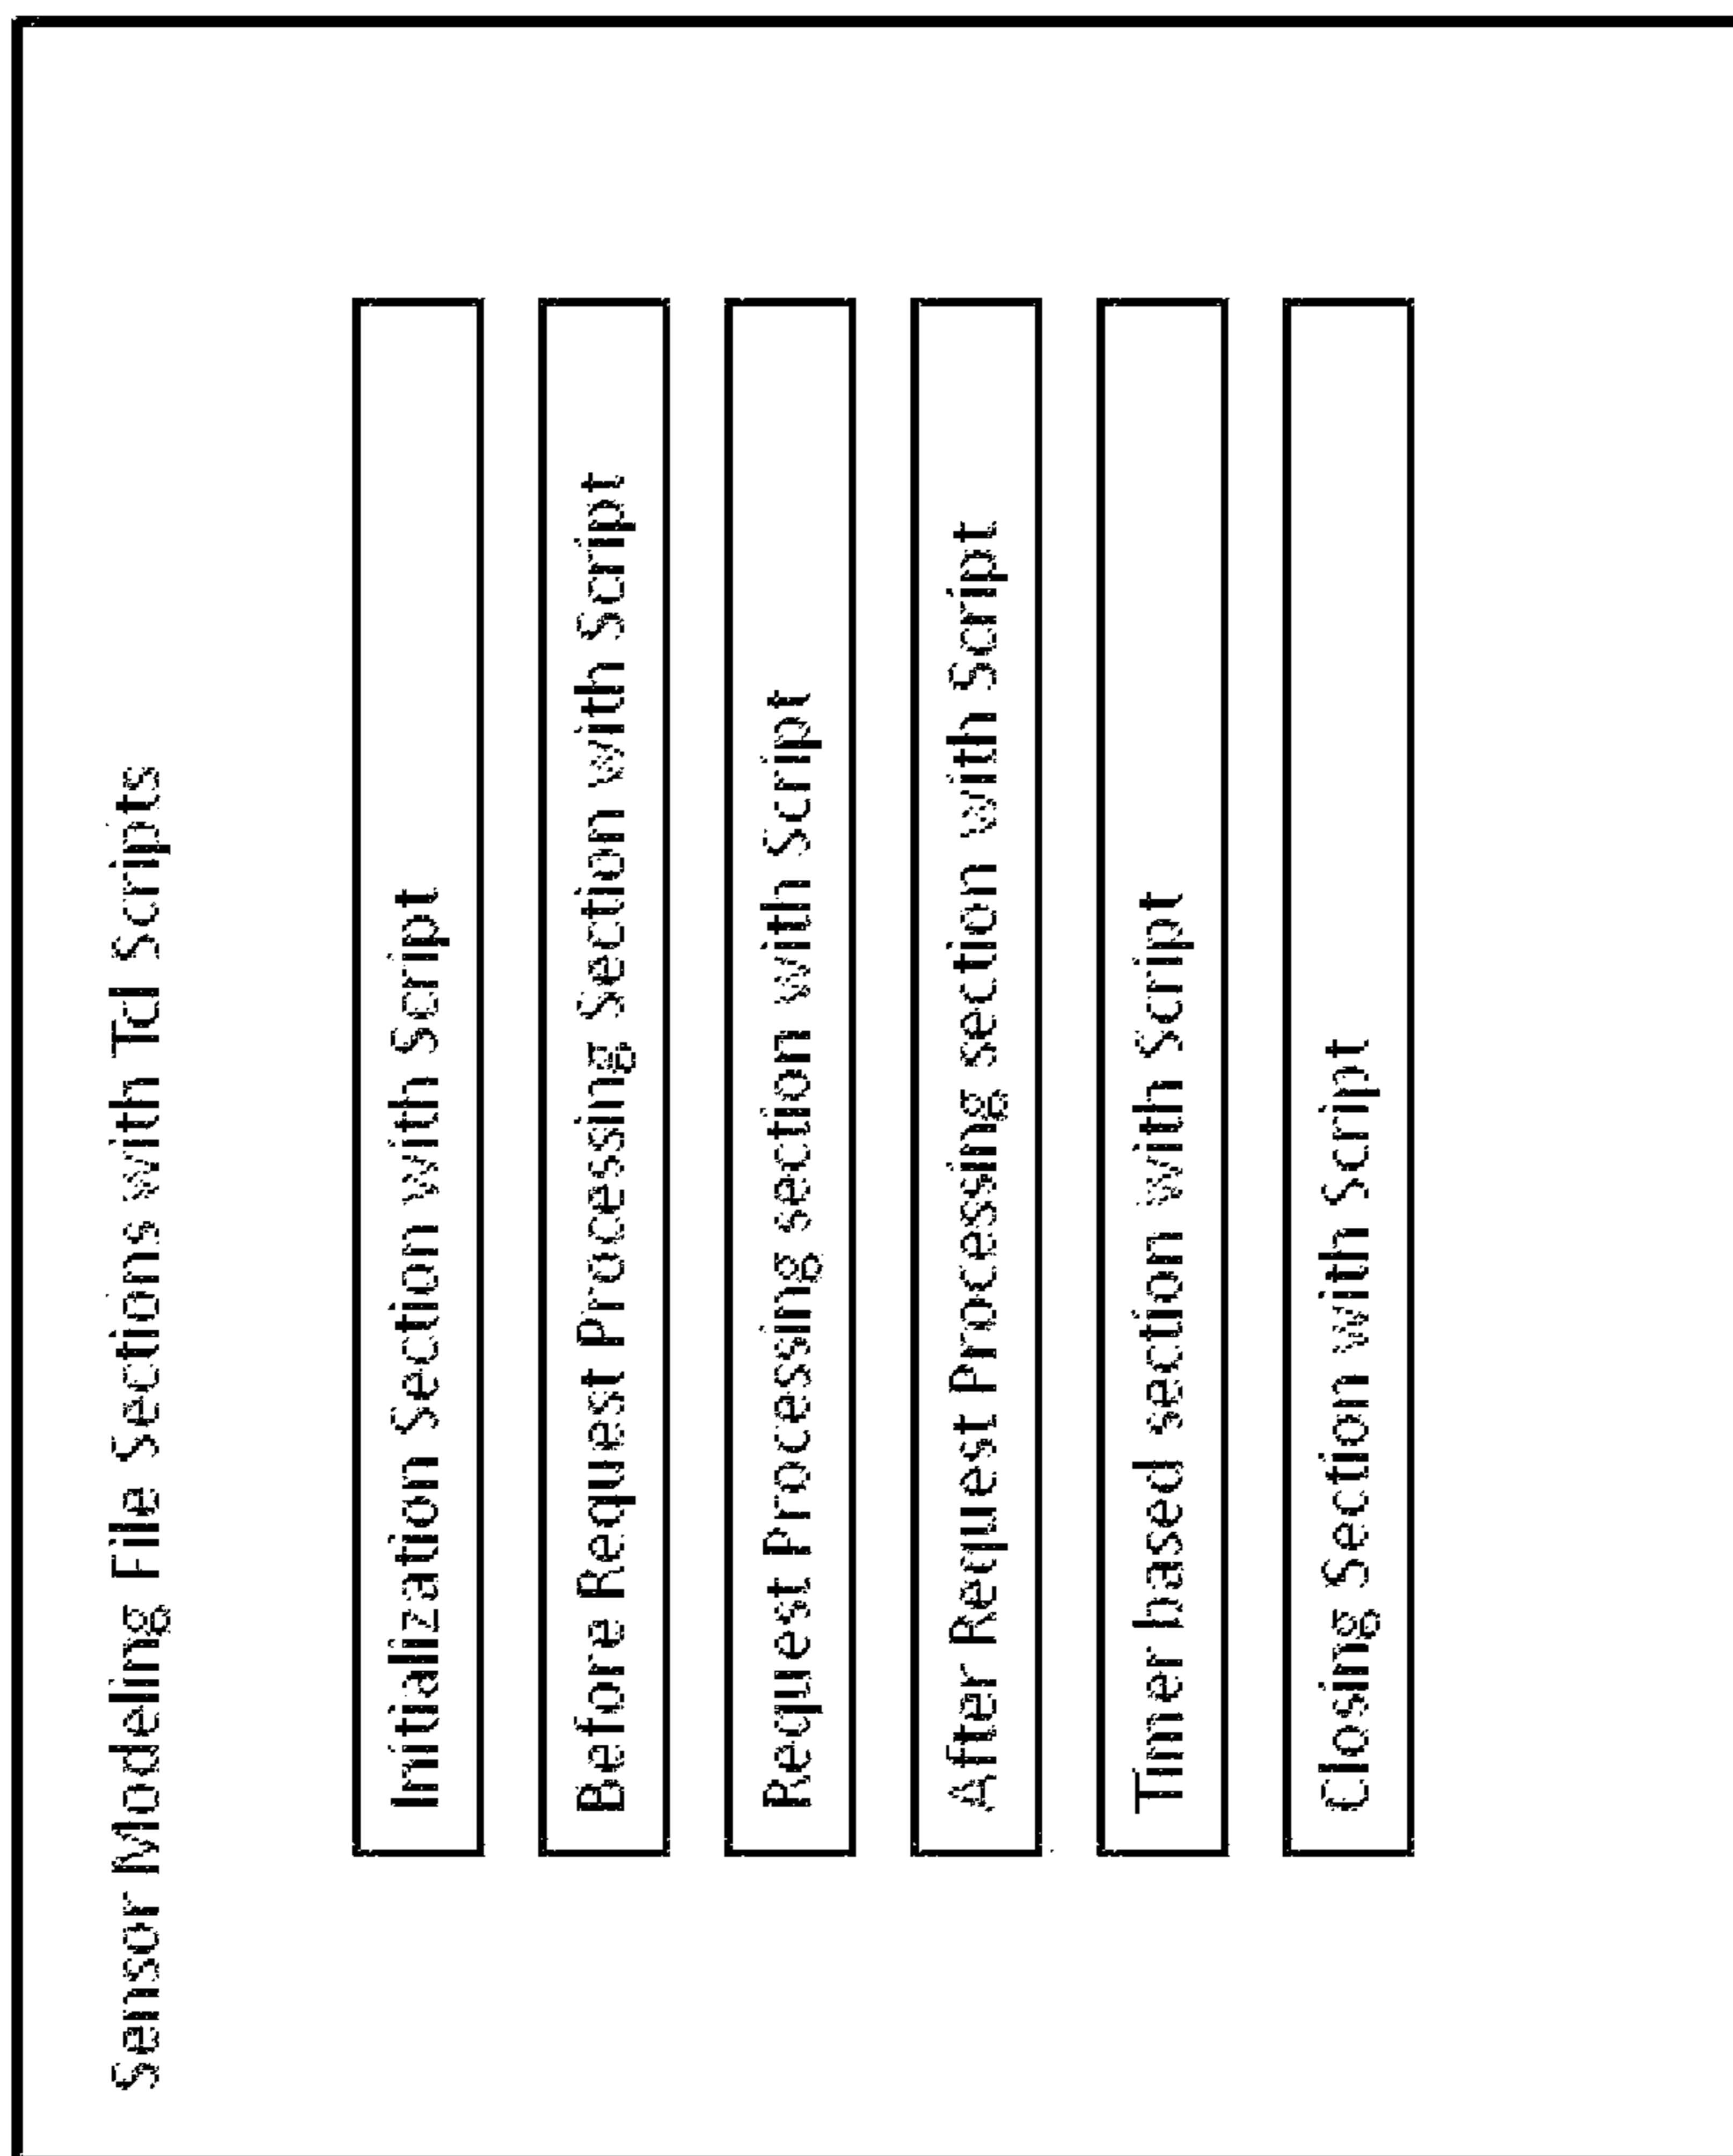 Sensor Modeling File Sections with Tcl Scripts
Initialization Section with Script
Before Request Processing Section with Script
Request Processing section with Script
After Request Processing section with Script
Timer based section with Script
Closing Section with Script